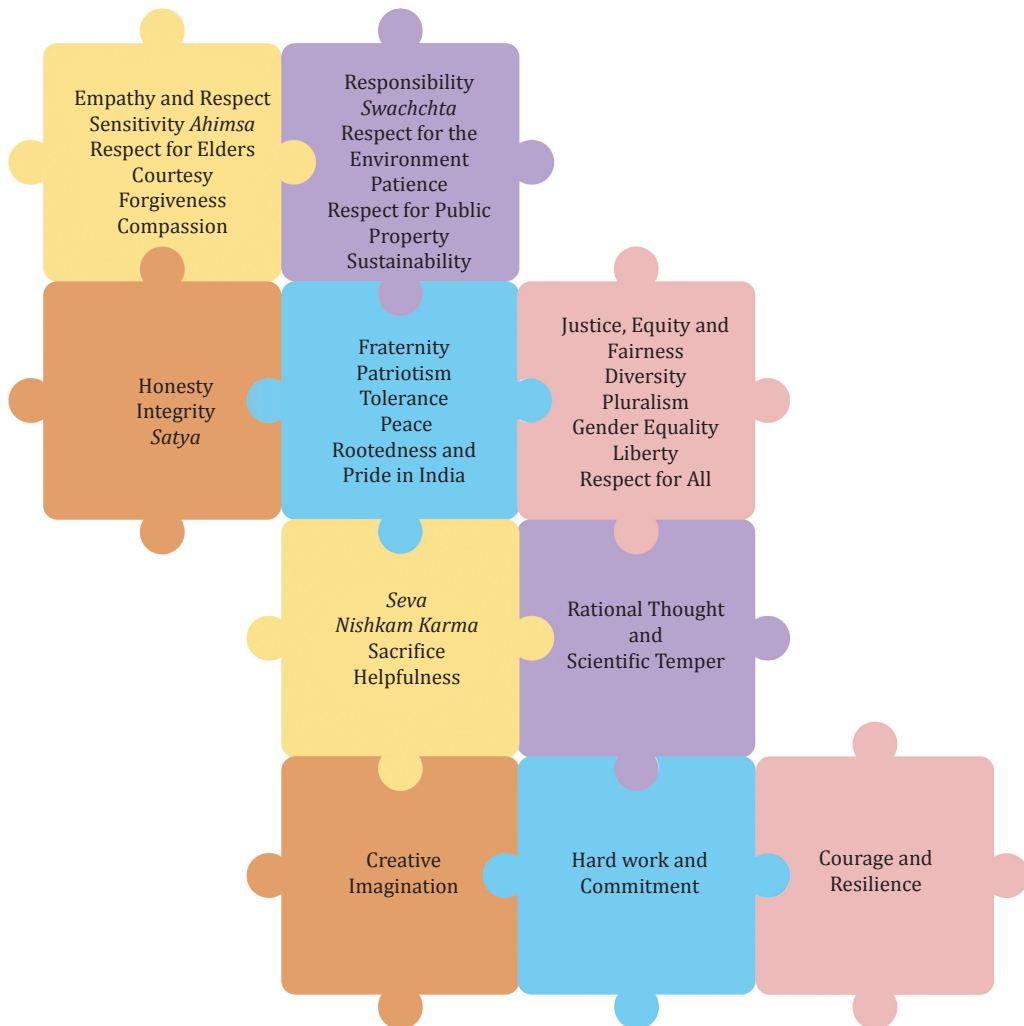 Empathy and Respect
Sensitivity Ahimsa
Respect for Elders
Courtesy
Forgiveness
Compassion
Responsibility
Swachchta
Respect for the
Environment
Patience
Respect for Public
Property
Sustainability
Honesty
Integrity
Satya
Fraternity
Patriotism
Tolerance
Peace
Rootedness and
Pride in India
Justice, Equity and
Fairness
Diversity
Pluralism
Gender Equality
Liberty
Respect for All
Seva
Nishkam Karma
Sacrifice
Helpfulness
Rational Thought
and
Scientific Temper
Creative
Imagination
Hard work and
Commitment
Courage and
Resilience